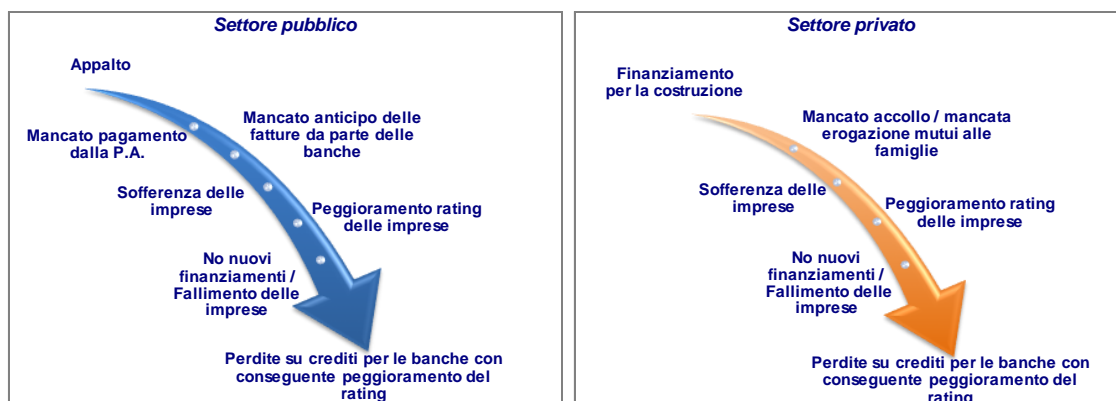 Settore pubblico
Appalto
Mancato anticipo delle
fatture da parte delle
banche
Mancato pagamento
dalla P.A.
Sofferenza delle
imprese
Peggioramento rating
delle imprese
No nuovi
finanziamenti /
Fallimento delle
imprese
Perdite su crediti per le banche con
conseguente peggioramento del
rating
Settore privato
Finanziamento
per la costruzione
Mancato accollo / mancata
erogazione mutui alle
famiglie
Sofferenza delle
imprese
Peggioramento rating
delle imprese
No nuovi
finanziamenti /
Fallimento delle
imprese
Perdite su crediti per le banche con
conseguente peggioramento del
rating